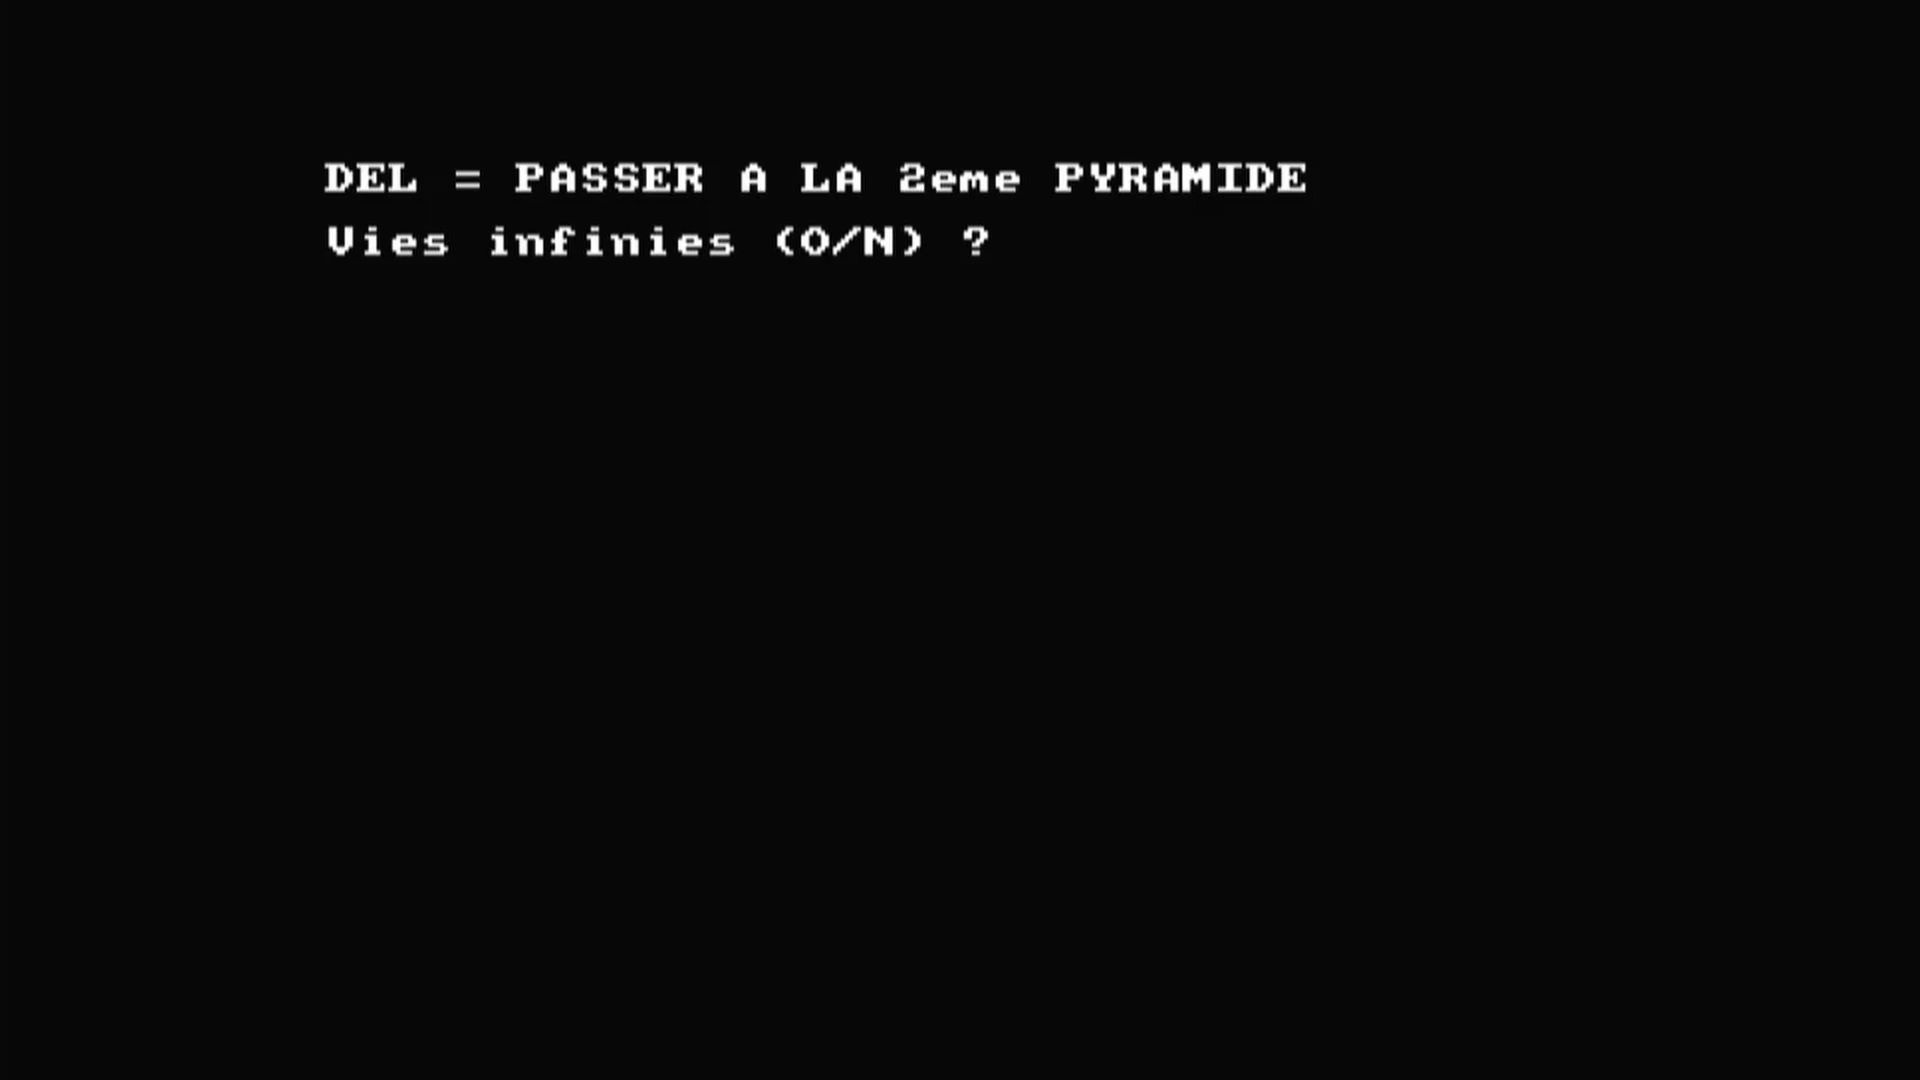 DEL = PASSER A LA 2eme PYRAMIDE
Vies infinies (O/N) ?